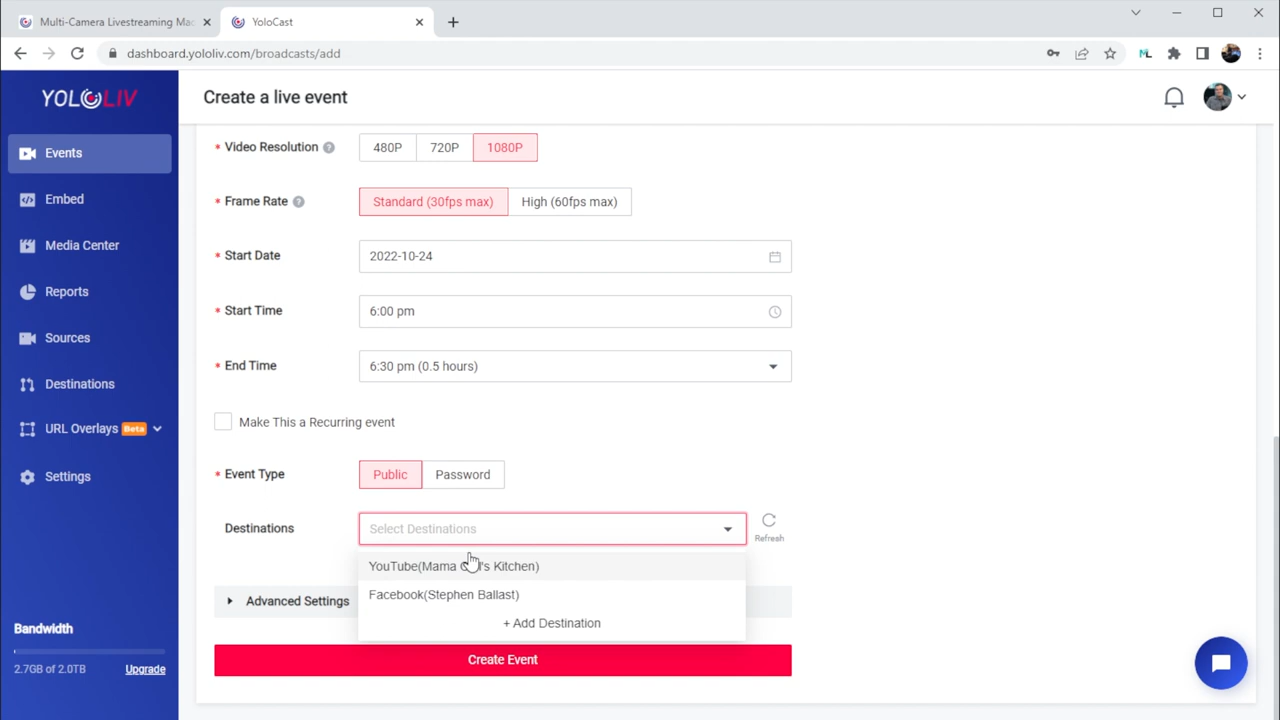 Multi-Camera Livestreaming Mac
YoloCast
dashboard.yololiv.com/broadcasts/add
YOLOLIV
Create a live event
Events
Embed
Media Center
Reports
Sources
Destinations
URL Overlays Beta
Settings
Bandwidth
2.7GB of 2.0TB Upgrade
* Video Resolution ? 480P 720P 1080P
* Frame Rate ? Standard (30fps max) High (60fps max)
* Start Date 2022-10-24
* Start Time 6:00 pm
* End Time 6:30 pm (0.5 hours)
Make This a Recurring event
* Event Type Public Password
Destinations Select Destinations Refresh
YouTube(Mama 's Kitchen)
Facebook(Stephen Ballast)
+ Add Destination
Advanced Settings
Create Event